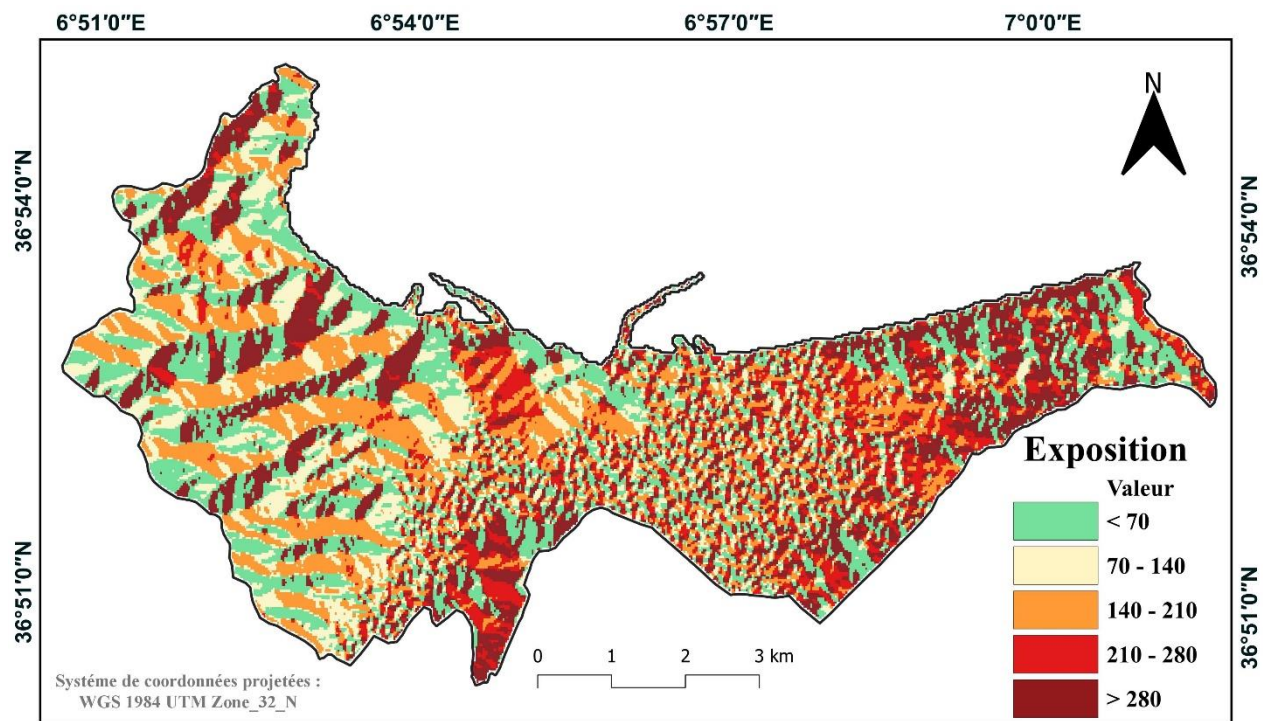 6°51'0"E 6°54'0"E 6°57'0"E 7°0'0"E
N
36°54'0"N
36°54'0"N
Exposition
Valeur
< 70
70 - 140
140 - 210
210 - 280
> 280
36°51'0"N
36°51'0"N
0 1 2 3 km
Systéme de coordonnées projetées :
WGS 1984 UTM Zone_32_N